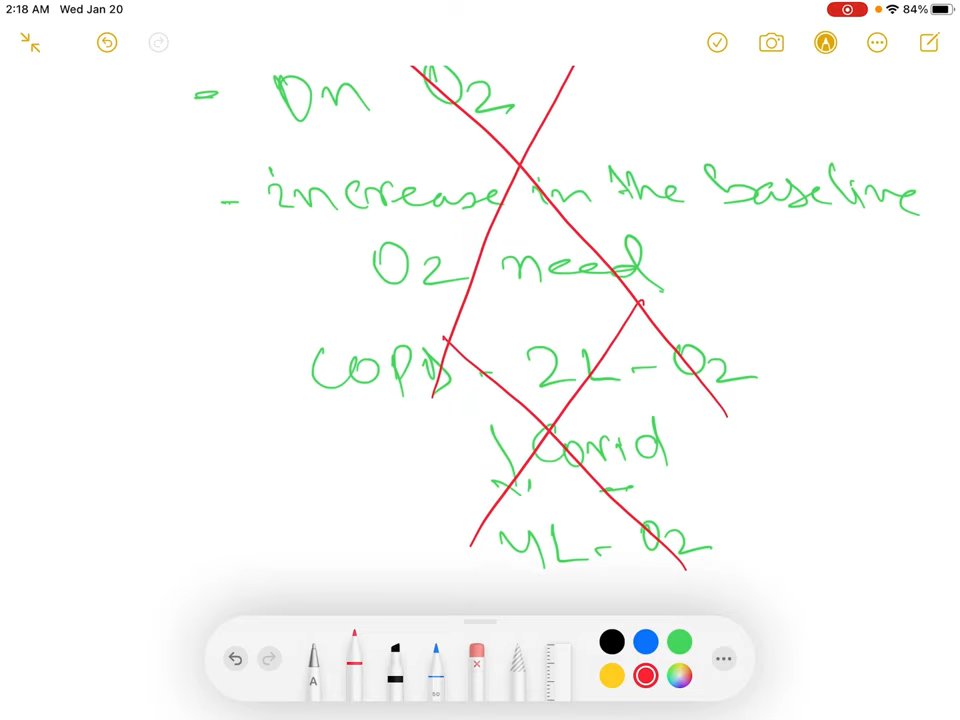 2:18 AM Wed Jan 20
84%
- On O2
- increase in the baseline
O2 need
COPD - 2L - O2
Covid
4L - O2
A